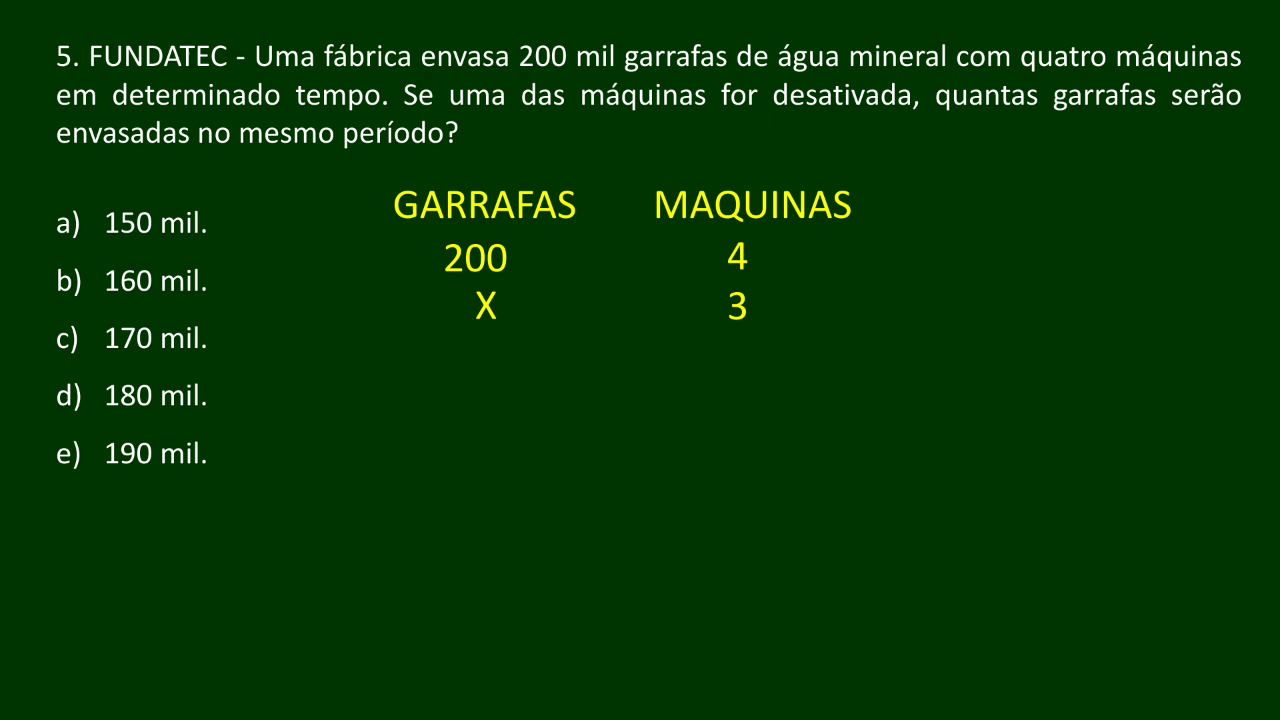 5. FUNDATEC - Uma fábrica envasa 200 mil garrafas de água mineral com quatro máquinas
em determinado tempo. Se uma das máquinas for desativada, quantas garrafas serão
envasadas no mesmo período?
GARRAFAS MAQUINAS
a) 150 mil.
200 4
b) 160 mil.
X 3
c) 170 mil.
d) 180 mil.
e) 190 mil.